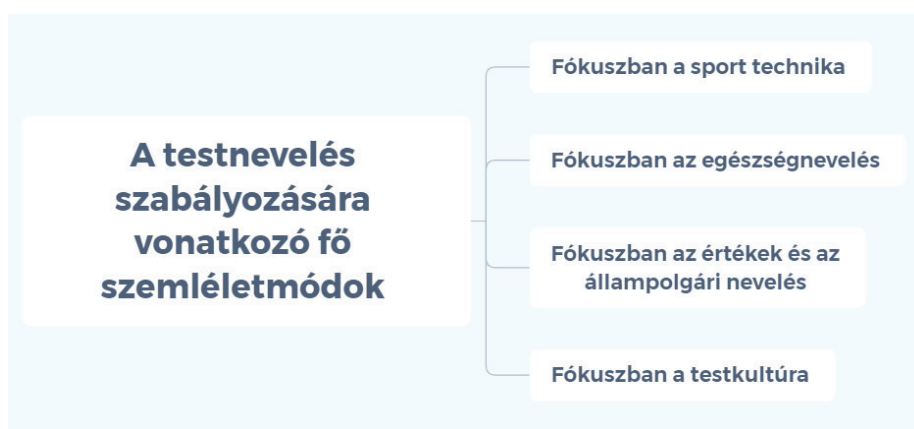 A testnevelés
szabályozására
vonatkozó fő
szemléletmódok
Fókuszban a sport technika
Fókuszban az egészségnevelés
Fókuszban az értékek és az
állampolgári nevelés
Fókuszban a testkultúra